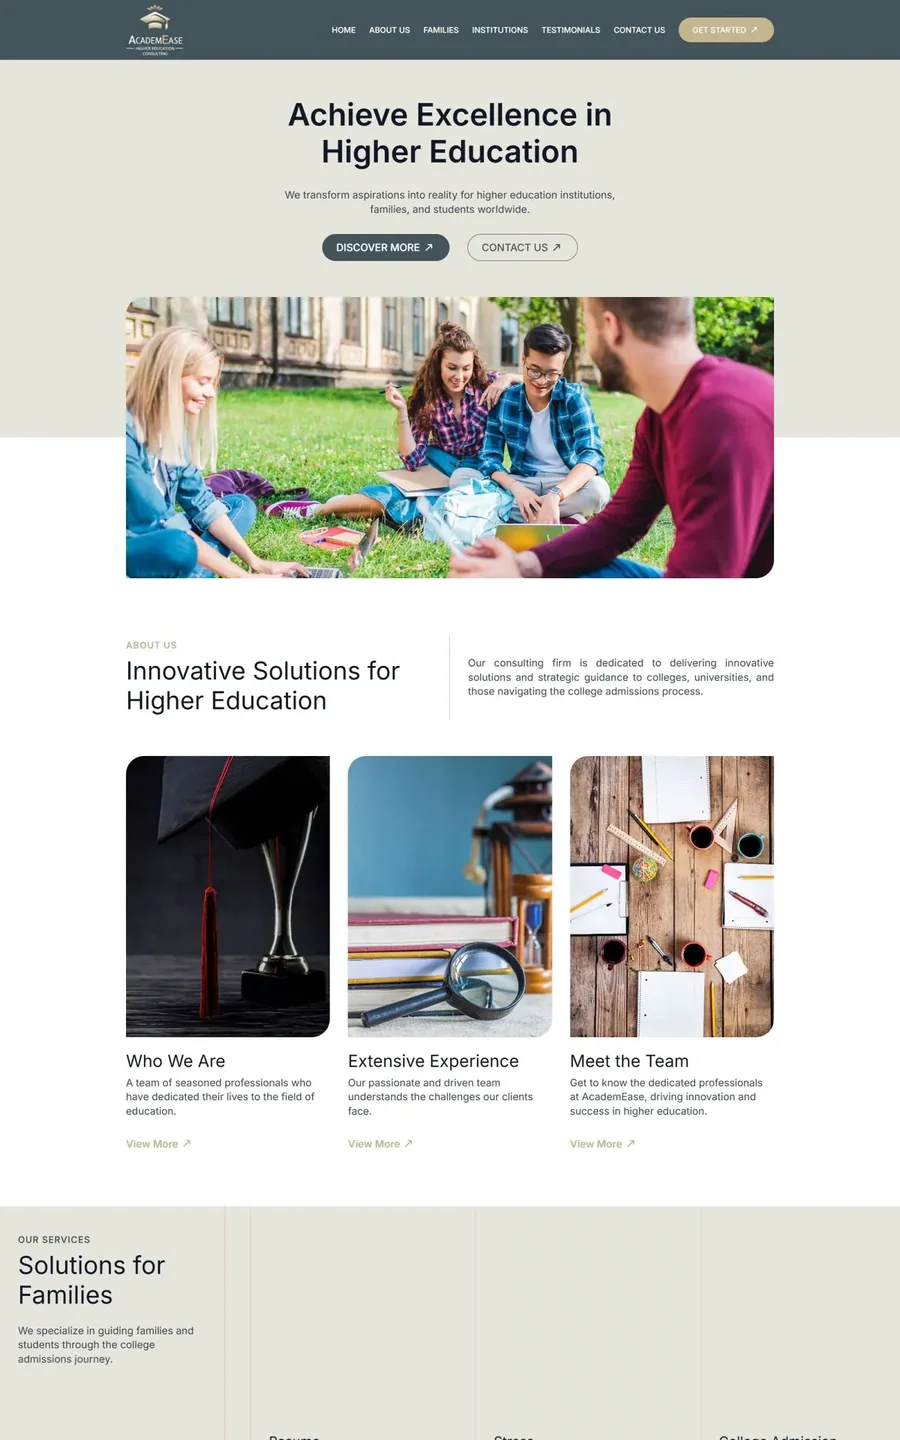 ACADEMEASE
HIGHER EDUCATION
CONSULTING
HOME
ABOUT US
FAMILIES
INSTITUTIONS
TESTIMONIALS
CONTACT US
GET STARTED
Achieve Excellence in
Higher Education
We transform aspirations into reality for higher education institutions,
families, and students worldwide.
DISCOVER MORE
CONTACT US
ABOUT US
Innovative Solutions for
Higher Education
Our consulting firm is dedicated to delivering innovative
solutions and strategic guidance to colleges, universities, and
those navigating the college admissions process.
Who We Are
A team of seasoned professionals who
have dedicated their lives to the field of
education.
View More
Extensive Experience
Our passionate and driven team
understands the challenges our clients
face.
View More
Meet the Team
Get to know the dedicated professionals
at AcademEase, driving innovation and
success in higher education.
View More
OUR SERVICES
Solutions for
Families
We specialize in guiding families and
students through the college
admissions journey.
Resume
Stress
College Admission